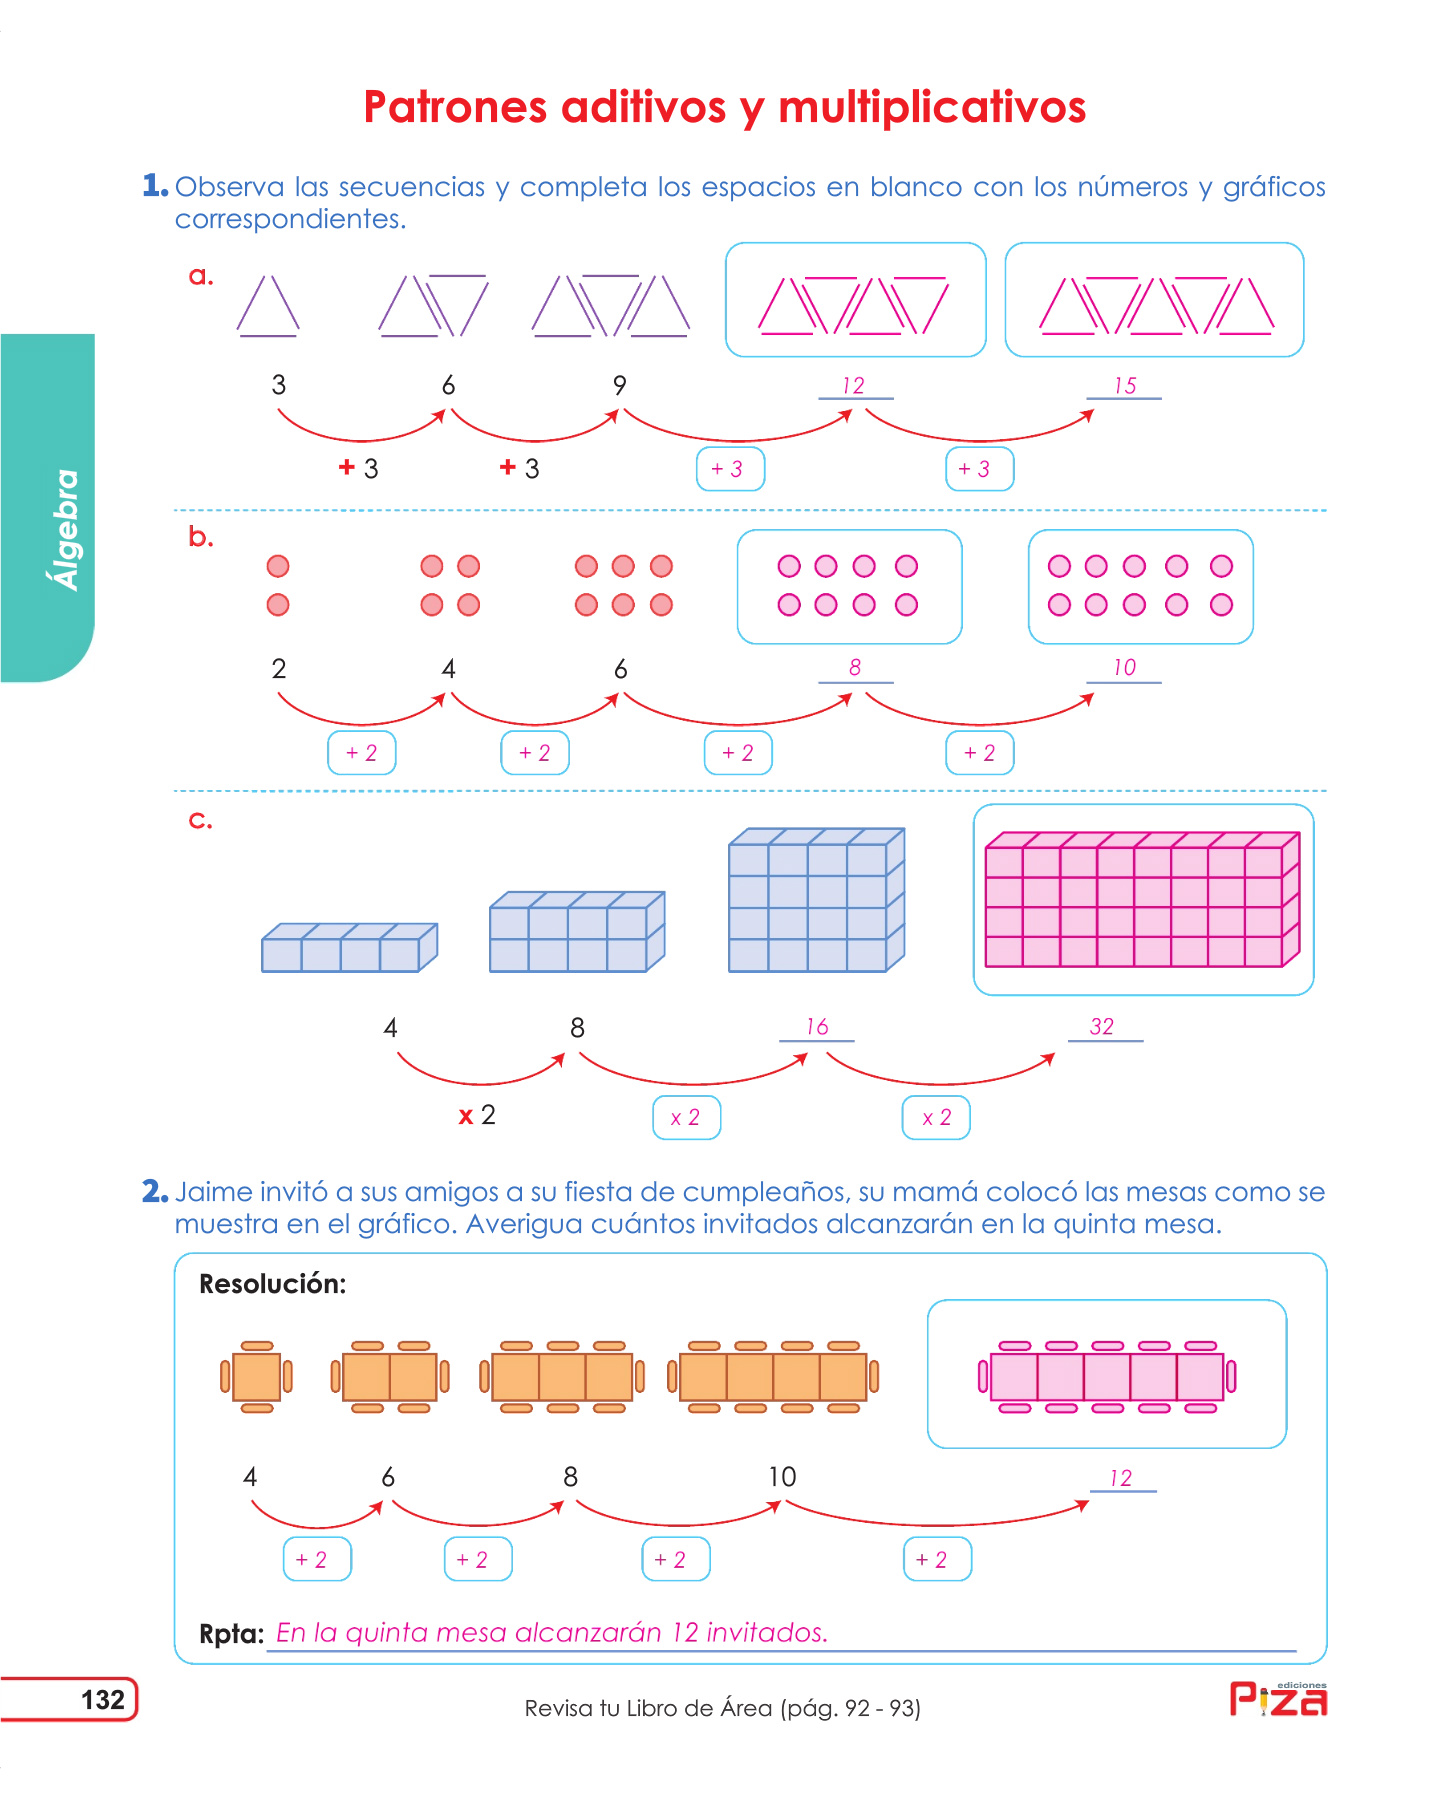 Patrones aditivos y multiplicativos
1. Observa las secuencias y completa los espacios en blanco con los números y gráficos
correspondientes.
a.
3 6 9 12 15
+ 3 + 3 + 3 + 3
b.
2 4 6 8 10
+ 2 + 2 + 2 + 2
c.
4 8 16 32
x 2 x 2 x 2
Álgebra
2. Jaime invitó a sus amigos a su fiesta de cumpleaños, su mamá colocó las mesas como se
muestra en el gráfico. Averigua cuántos invitados alcanzarán en la quinta mesa.
Resolución:
4 6 8 10 12
+ 2 + 2 + 2 + 2
Rpta: En la quinta mesa alcanzarán 12 invitados.
132
Revisa tu Libro de Área (pág. 92 - 93)
ediciones
Piza